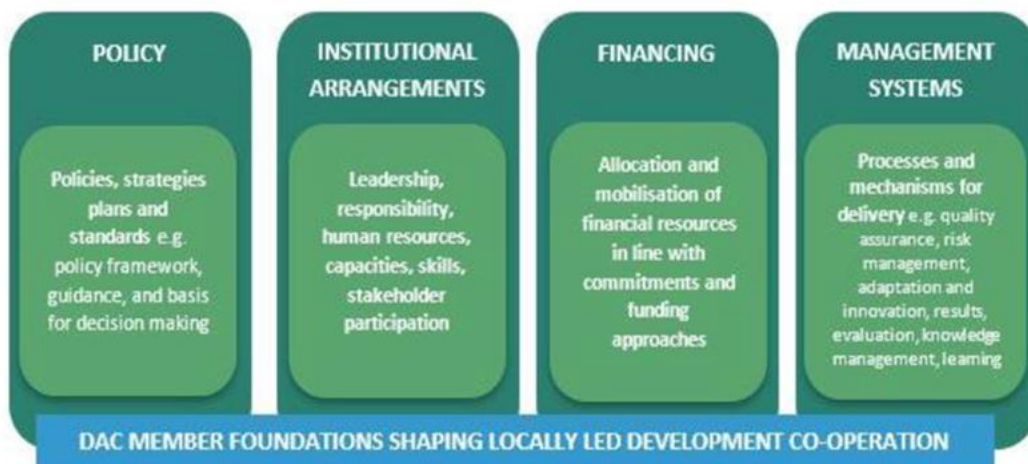 POLICY
Policies, strategies
plans and
standards e.g.
policy framework,
guidance, and basis
for decision making
INSTITUTIONAL
ARRANGEMENTS
Leadership,
responsibility,
human resources,
capacities, skills,
stakeholder
participation
FINANCING
Allocation and
mobilisation of
financial resources
in line with
commitments and
funding
approaches
MANAGEMENT
SYSTEMS
Processes and
mechanisms for
delivery e.g. quality
assurance, risk
management,
adaptation and
innovation, results,
evaluation, knowledge
management, learning
DAC MEMBER FOUNDATIONS SHAPING LOCALLY LED DEVELOPMENT CO-OPERATION